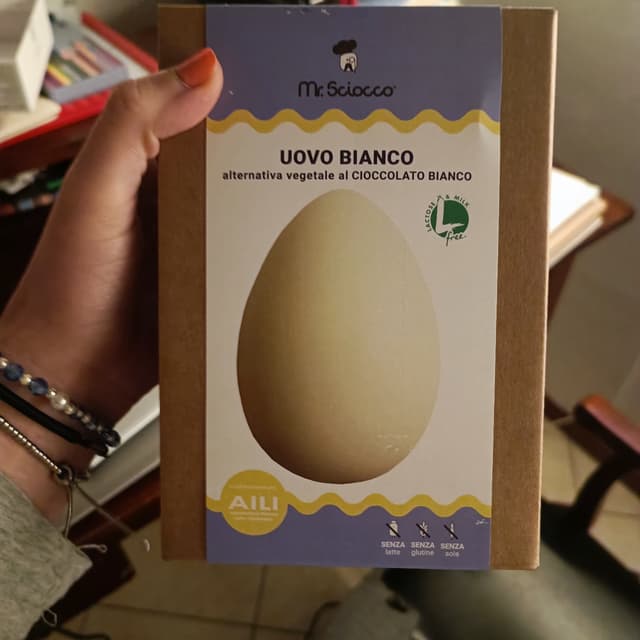 Mr. Sciocco®
UOVO BIANCO
alternativa vegetale al CIOCCOLATO BIANCO
LACTOSE & MILK
free
AILI
SENZA
latte
SENZA
glutine
SENZA
soia